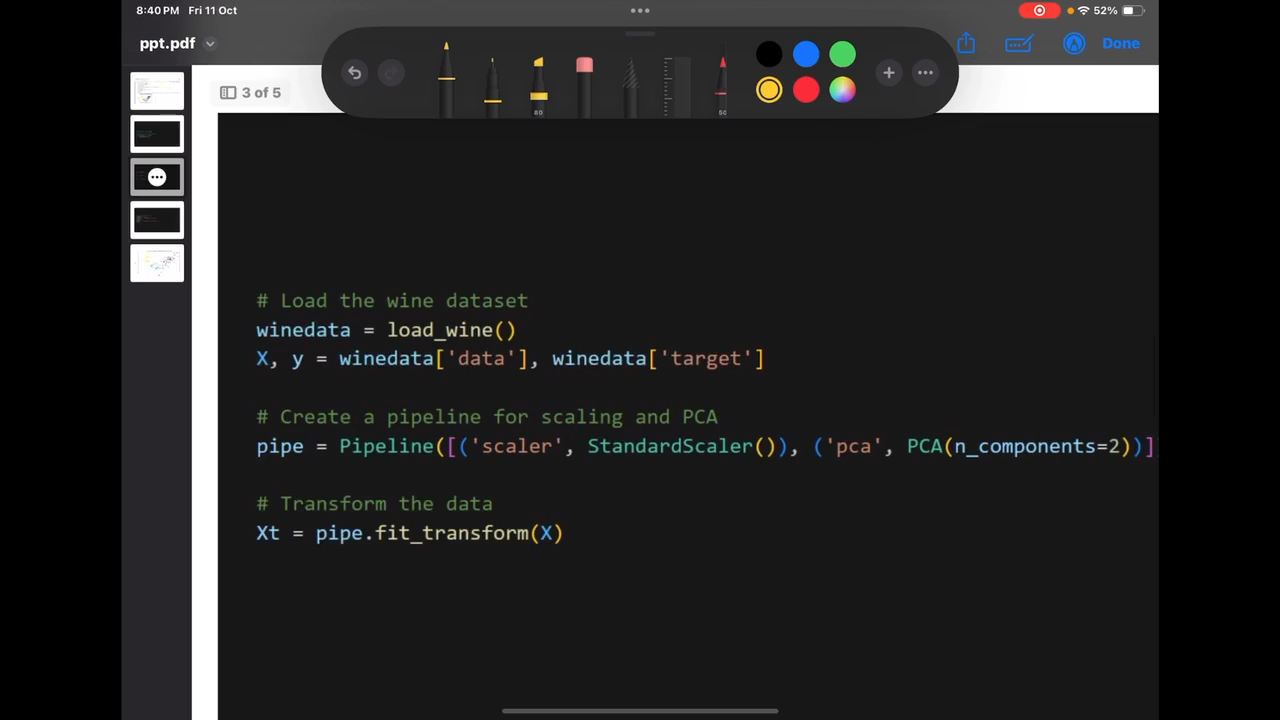 8:40 PM Fri 11 Oct
52%
ppt.pdf
Done
3 of 5
80
60
# Load the wine dataset
winedata = load_wine()
X, y = winedata['data'], winedata['target']
# Create a pipeline for scaling and PCA
pipe = Pipeline([('scaler', StandardScaler()), ('pca', PCA(n_components=2))]
# Transform the data
Xt = pipe.fit_transform(X)